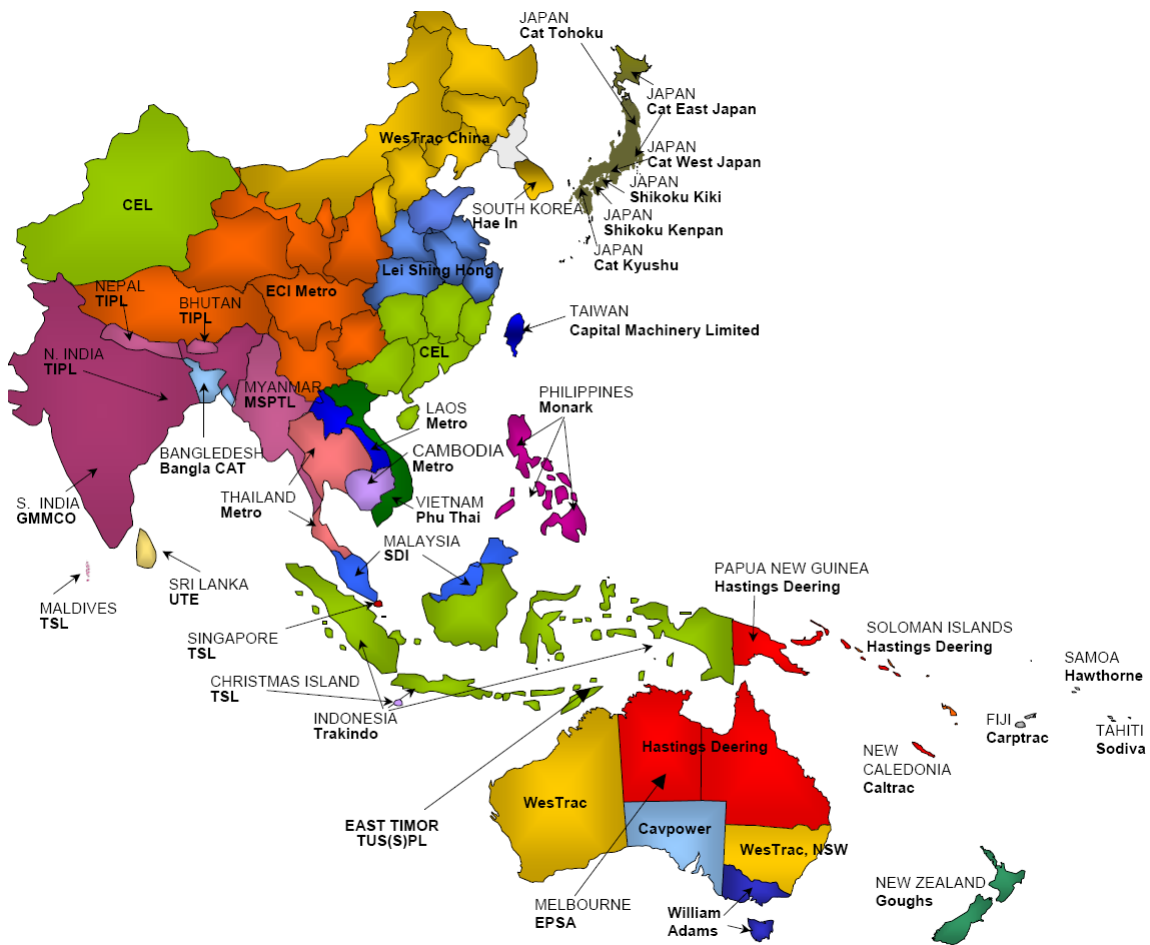 JAPAN
Cat Tohoku
JAPAN
Cat East Japan
WesTrac China
JAPAN
Cat West Japan
JAPAN
Shikoku Kiki
CEL
SOUTH KOREA
Hae In
JAPAN
Shikoku Kenpan
JAPAN
Cat Kyushu
Lei Shing Hong
NEPAL
TIPL
ECI Metro
BHUTAN
TIPL
TAIWAN
Capital Machinery Limited
N. INDIA
TIPL
CEL
MYANMAR
MSPTL
PHILIPPINES
Monark
LAOS
Metro
BANGLEDESH
Bangla CAT
CAMBODIA
Metro
THAILAND
Metro
VIETNAM
Phu Thai
S. INDIA
GMMCO
MALAYSIA
SDI
SRI LANKA
UTE
MALDIVES
TSL
PAPUA NEW GUINEA
Hastings Deering
SINGAPORE
TSL
SOLOMAN ISLANDS
Hastings Deering
SAMOA
Hawthorne
CHRISTMAS ISLAND
TSL
INDONESIA
Trakindo
FIJI
Carptrac
TAHITI
Sodiva
Hastings Deering
NEW
CALEDONIA
Caltrac
WesTrac
EAST TIMOR
TUS(S)PL
Cavpower
WesTrac, NSW
MELBOURNE
EPSA
William
Adams
NEW ZEALAND
Goughs